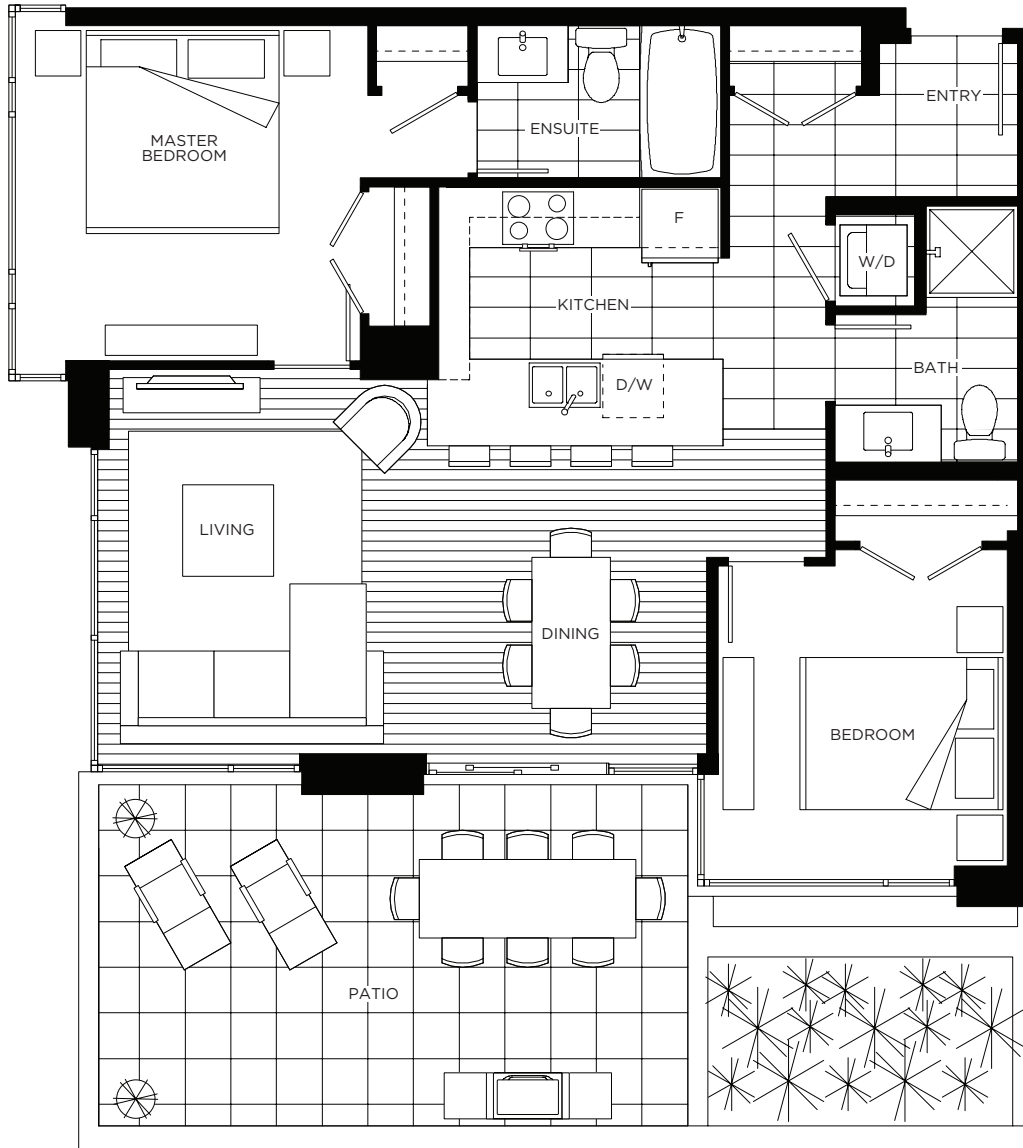 ENTRY
ENSUITE
MASTER
BEDROOM
F
W/D
KITCHEN
BATH
D/W
LIVING
DINING
BEDROOM
PATIO